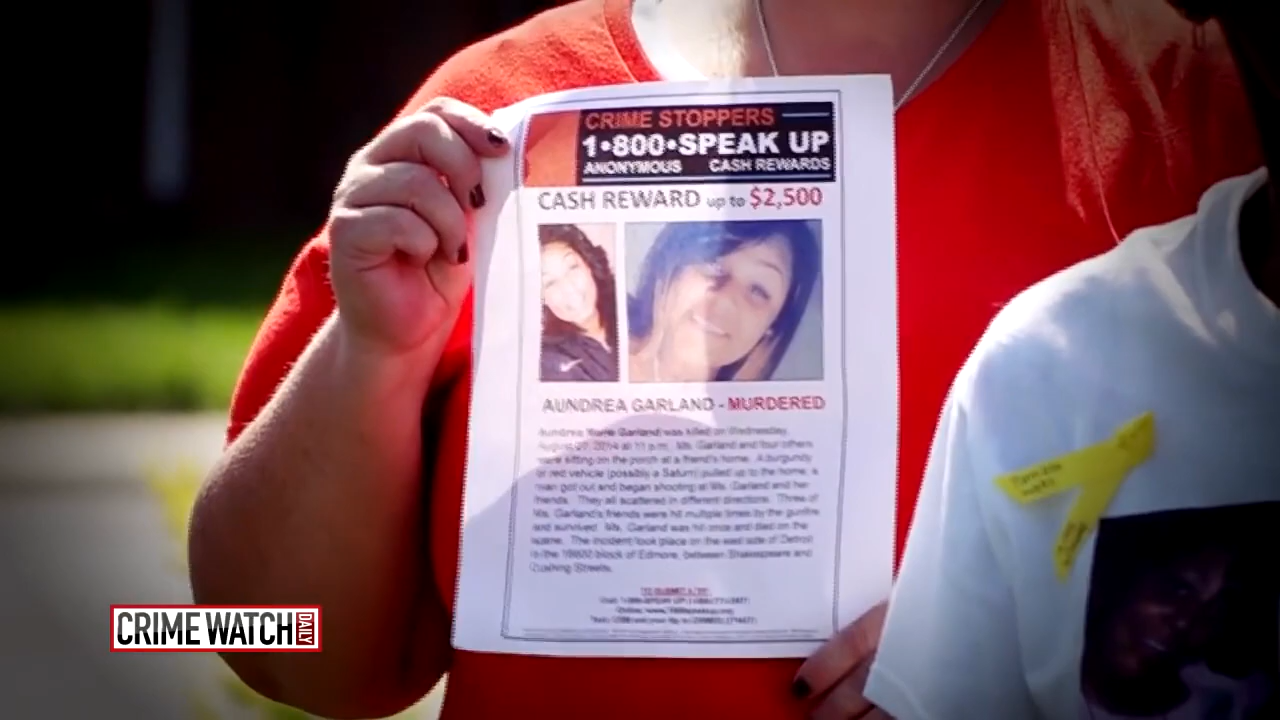 CRIME STOPPERS
1•800•SPEAK UP
ANONYMOUS CASH REWARDS
CASH REWARD up to $2,500
AUNDREA GARLAND - MURDERED
Aundrea Marie Garland was killed on Wednesday,
August 27, 2014 at 11 p.m. Ms. Garland and four others
were sitting on the porch at a friend's home. A burgundy
or red vehicle (possibly a Saturn) pulled up to the home, a
man got out and began shooting at Ms. Garland and her
friends. They all scattered in different directions. Three of
Ms. Garland's friends were hit multiple times by the gunfire
and survived. Ms. Garland was hit once and died on the
scene. The incident took place on the east side of Detroit
in the block of Edmore, between Shakespeare and
Cushing Streets.
TO SUBMIT A TIP:
CRIME WATCH DAILY